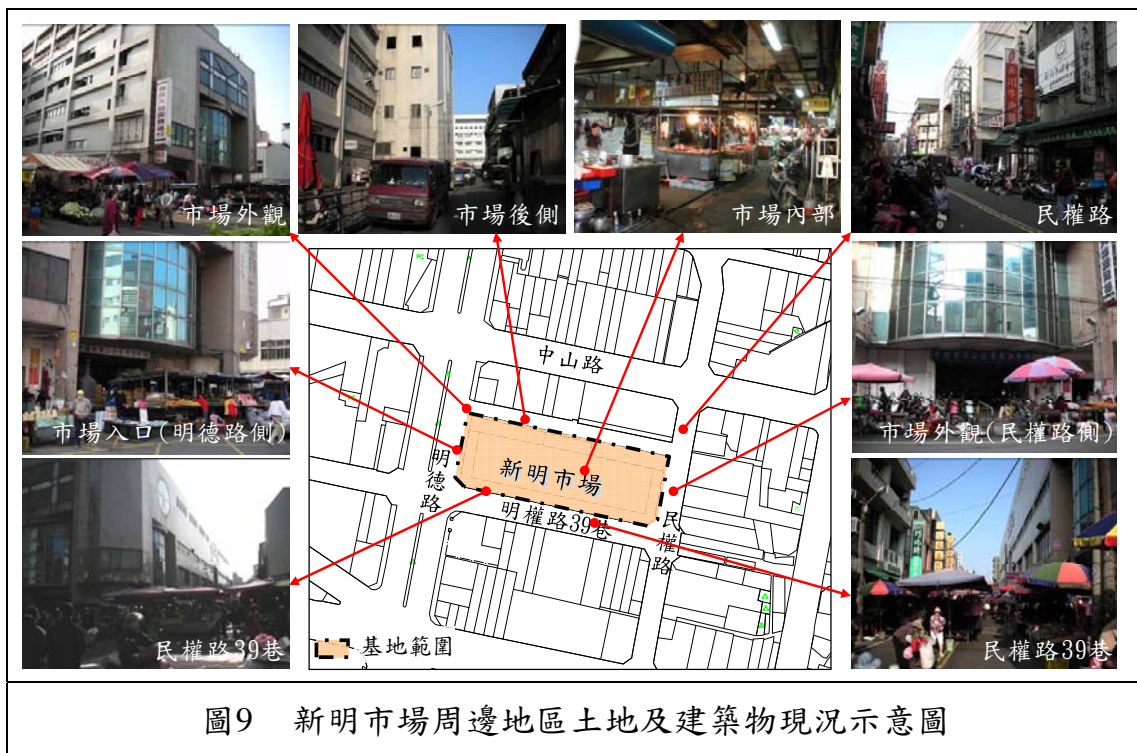 市場外觀
市場後側
市場內部
民權路
市場入口(明德路側)
市場外觀(民權路側)
民權路39巷
民權路39巷
中山路
新明市場
明德路
明權路39巷
民權路
基地範圍
圖9 新明市場周邊地區土地及建築物現況示意圖